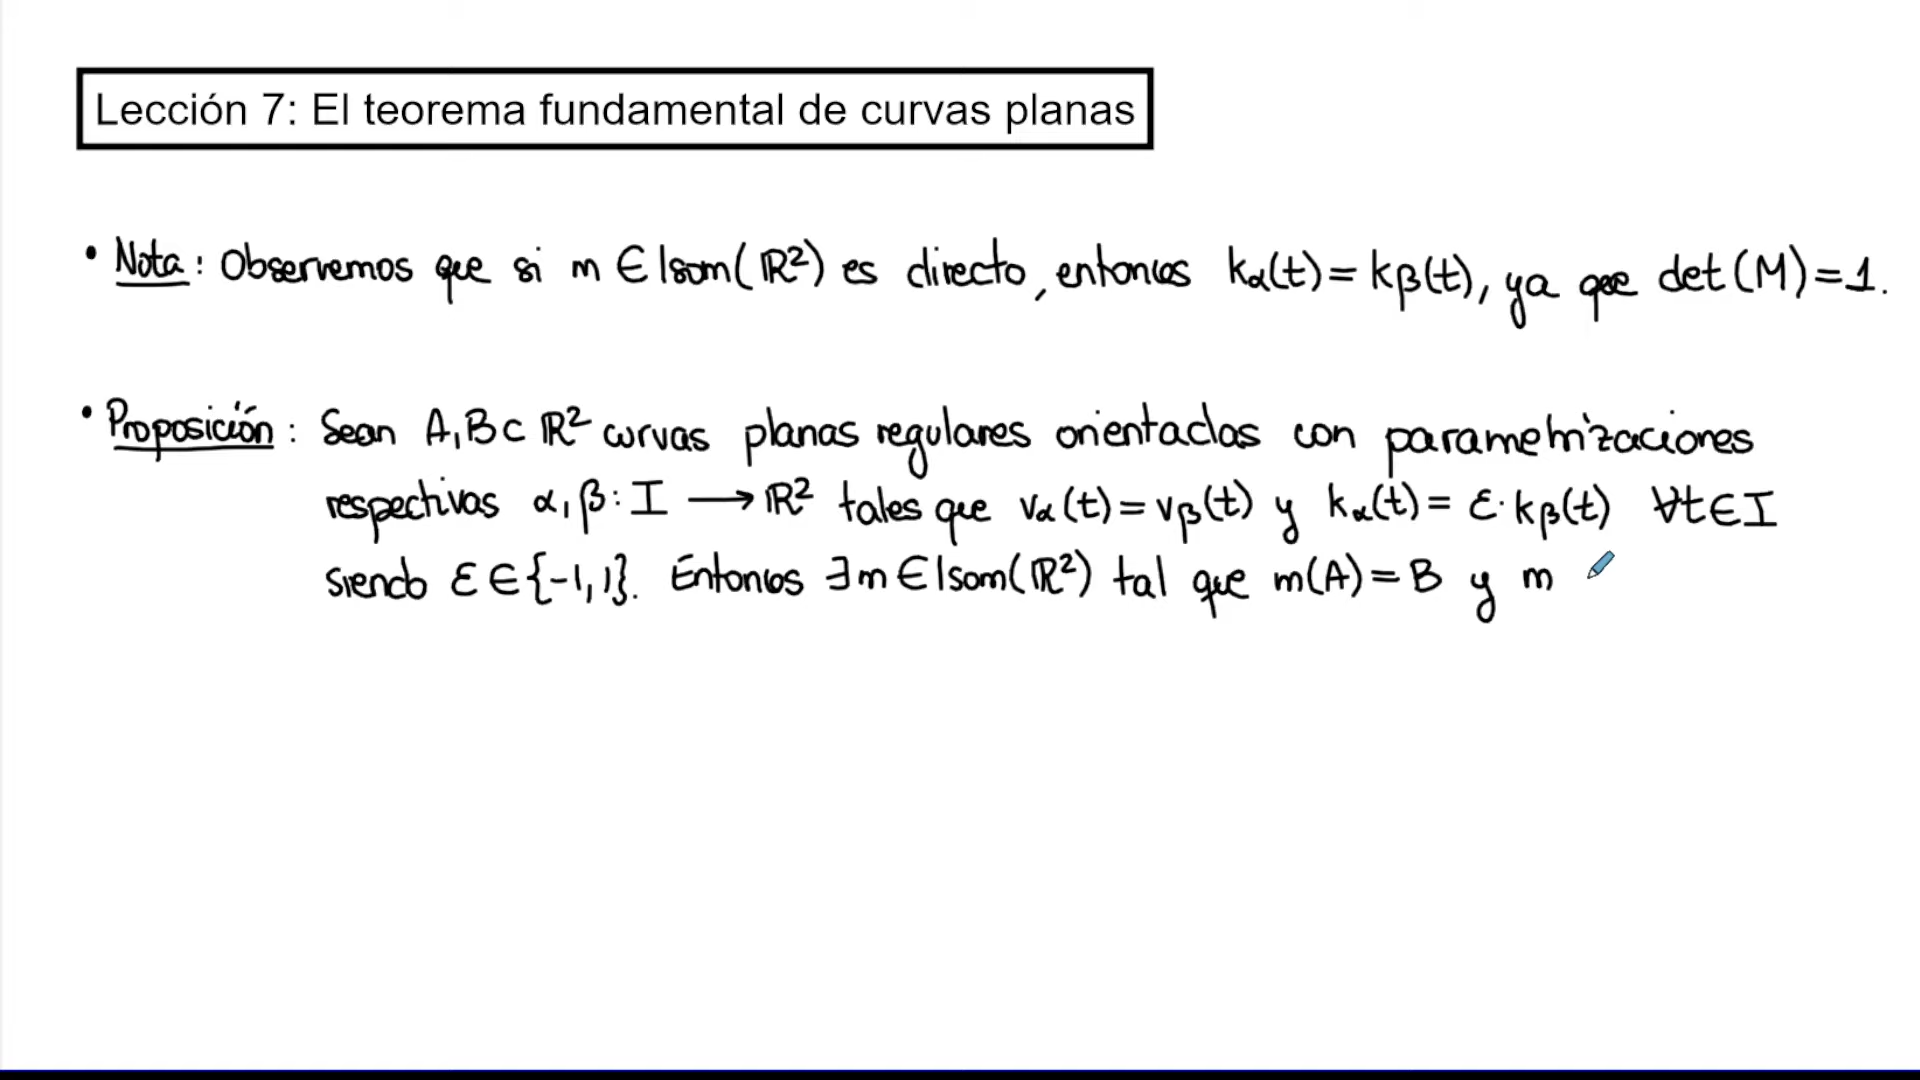 Lección 7: El teorema fundamental de curvas planas
• Nota: Observemos que si m ∈ Isom(ℝ²) es directo, entonces kα(t) = kβ(t), ya que det(M)=1.
• Proposición: Sean A,B ⊂ ℝ² curvas planas regulares orientadas con parametrizaciones
respectivas α,β: I ⟶ ℝ² tales que vα(t) = vβ(t) y kα(t) = ε·kβ(t) ∀t∈I
siendo ε ∈ {-1,1}. Entonces ∃m ∈ Isom(ℝ²) tal que m(A) = B y m